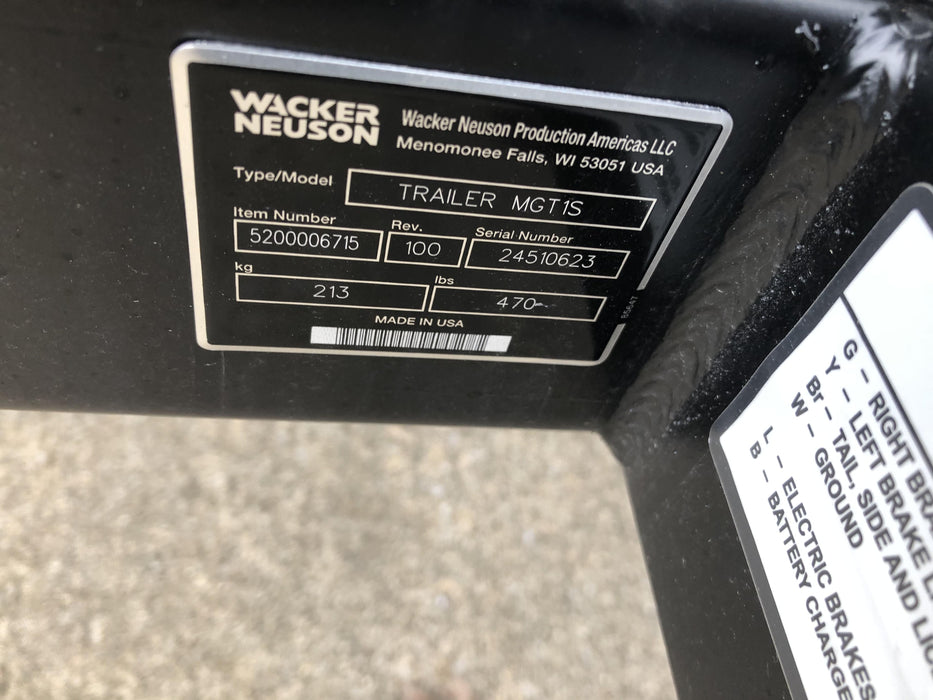 WACKER
NEUSON
Wacker Neuson Production Americas LLC
Menomonee Falls, WI 53051 USA
Type/Model
TRAILER MGT1S
Item Number
5200006715
Rev.
100
Serial Number
24510623
kg
213
lbs
470
MADE IN USA
G – RIGHT BRA
Y – LEFT BRAKE
Br – TAIL, SIDE AND
W – GROUND
L – ELECTRIC BRAKES
B – BATTERY CHARGE